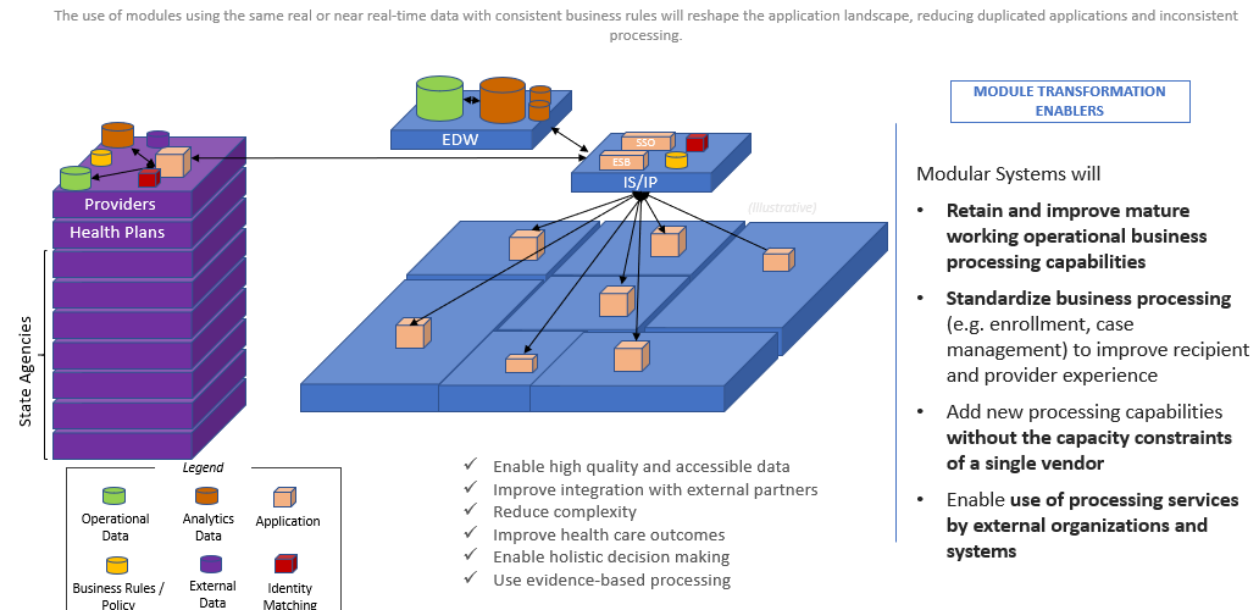 The use of modules using the same real or near real-time data with consistent business rules will reshape the application landscape, reducing duplicated applications and inconsistent
processing.
EDW
SSO
ESB
IS/IP
(Illustrative)
Providers
Health Plans
State Agencies
Legend
Operational
Data
Analytics
Data
Application
Business Rules /
Policy
External
Data
Identity
Matching
✓ Enable high quality and accessible data
✓ Improve integration with external partners
✓ Reduce complexity
✓ Improve health care outcomes
✓ Enable holistic decision making
✓ Use evidence-based processing
MODULE TRANSFORMATION
ENABLERS
Modular Systems will
• Retain and improve mature
working operational business
processing capabilities
• Standardize business processing
(e.g. enrollment, case
management) to improve recipient
and provider experience
• Add new processing capabilities
without the capacity constraints
of a single vendor
• Enable use of processing services
by external organizations and
systems